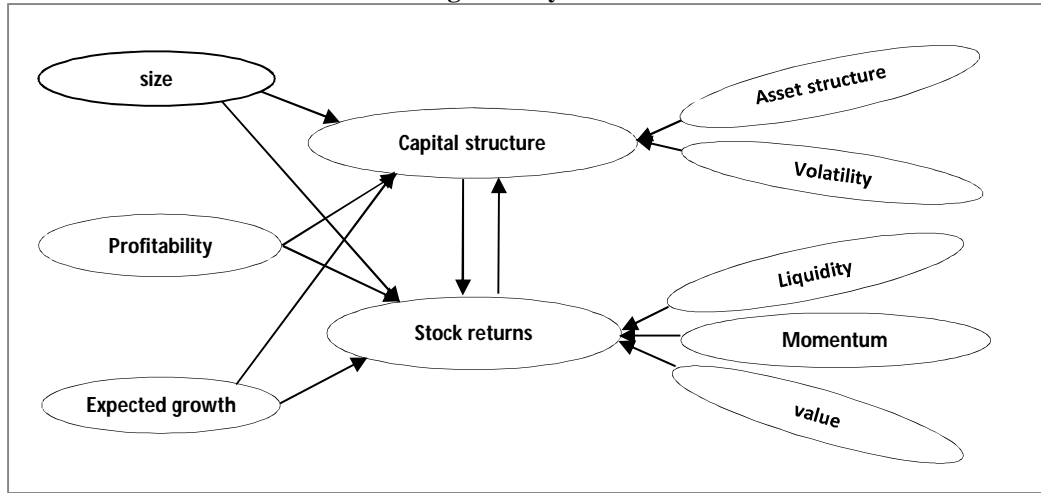 size
Asset structure
Capital structure
Volatility
Profitability
Liquidity
Stock returns
Momentum
Expected growth
value